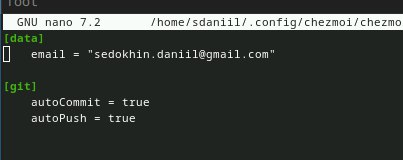 root
GNU nano 7.2 /home/sdaniil/.config/chezmoi/chezmo
[data]
email = "sedokhin.daniil@gmail.com"
[git]
autoCommit = true
autoPush = true